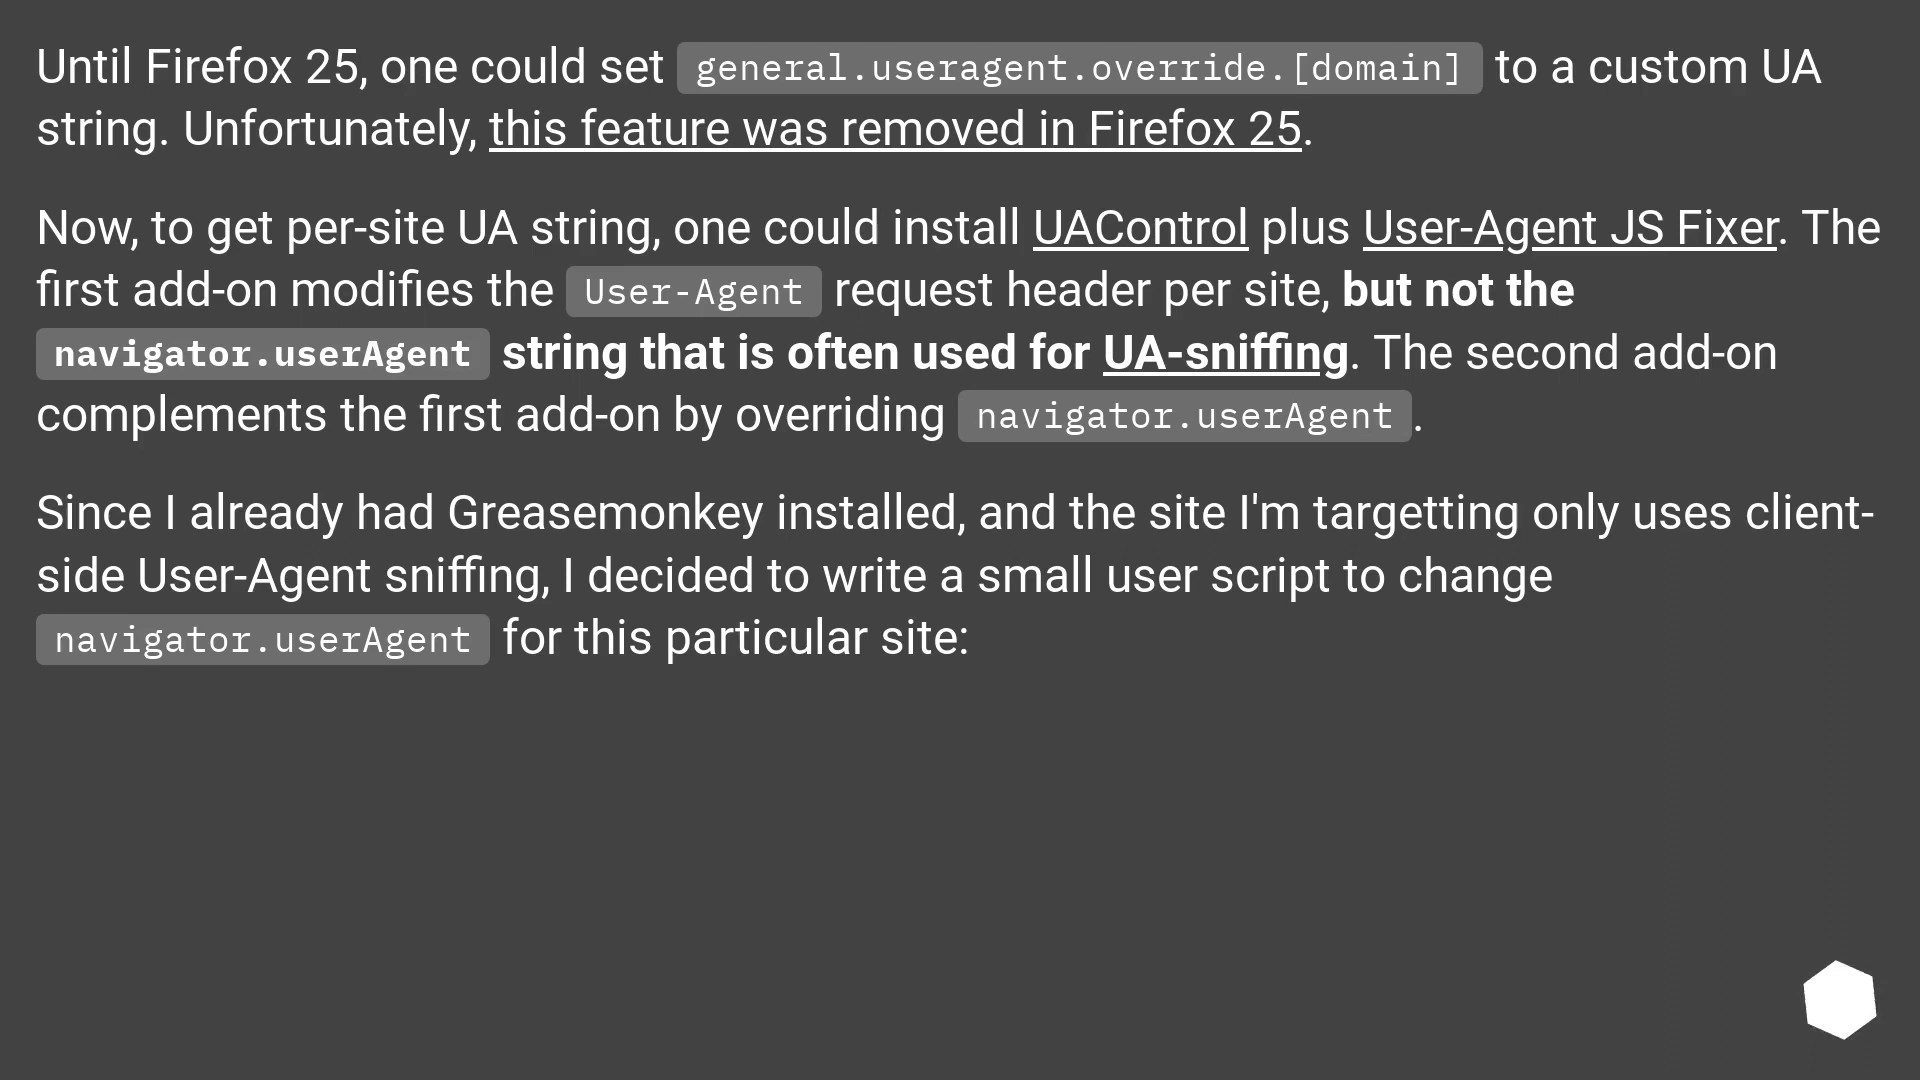 Until Firefox 25, one could set general.useragent.override.[domain] to a custom UA
string. Unfortunately, this feature was removed in Firefox 25.
Now, to get per-site UA string, one could install UAControl plus User-Agent JS Fixer. The
first add-on modifies the User-Agent request header per site, but not the
navigator.userAgent string that is often used for UA-sniffing. The second add-on
complements the first add-on by overriding navigator.userAgent.
Since I already had Greasemonkey installed, and the site I'm targetting only uses client-
side User-Agent sniffing, I decided to write a small user script to change
navigator.userAgent for this particular site: